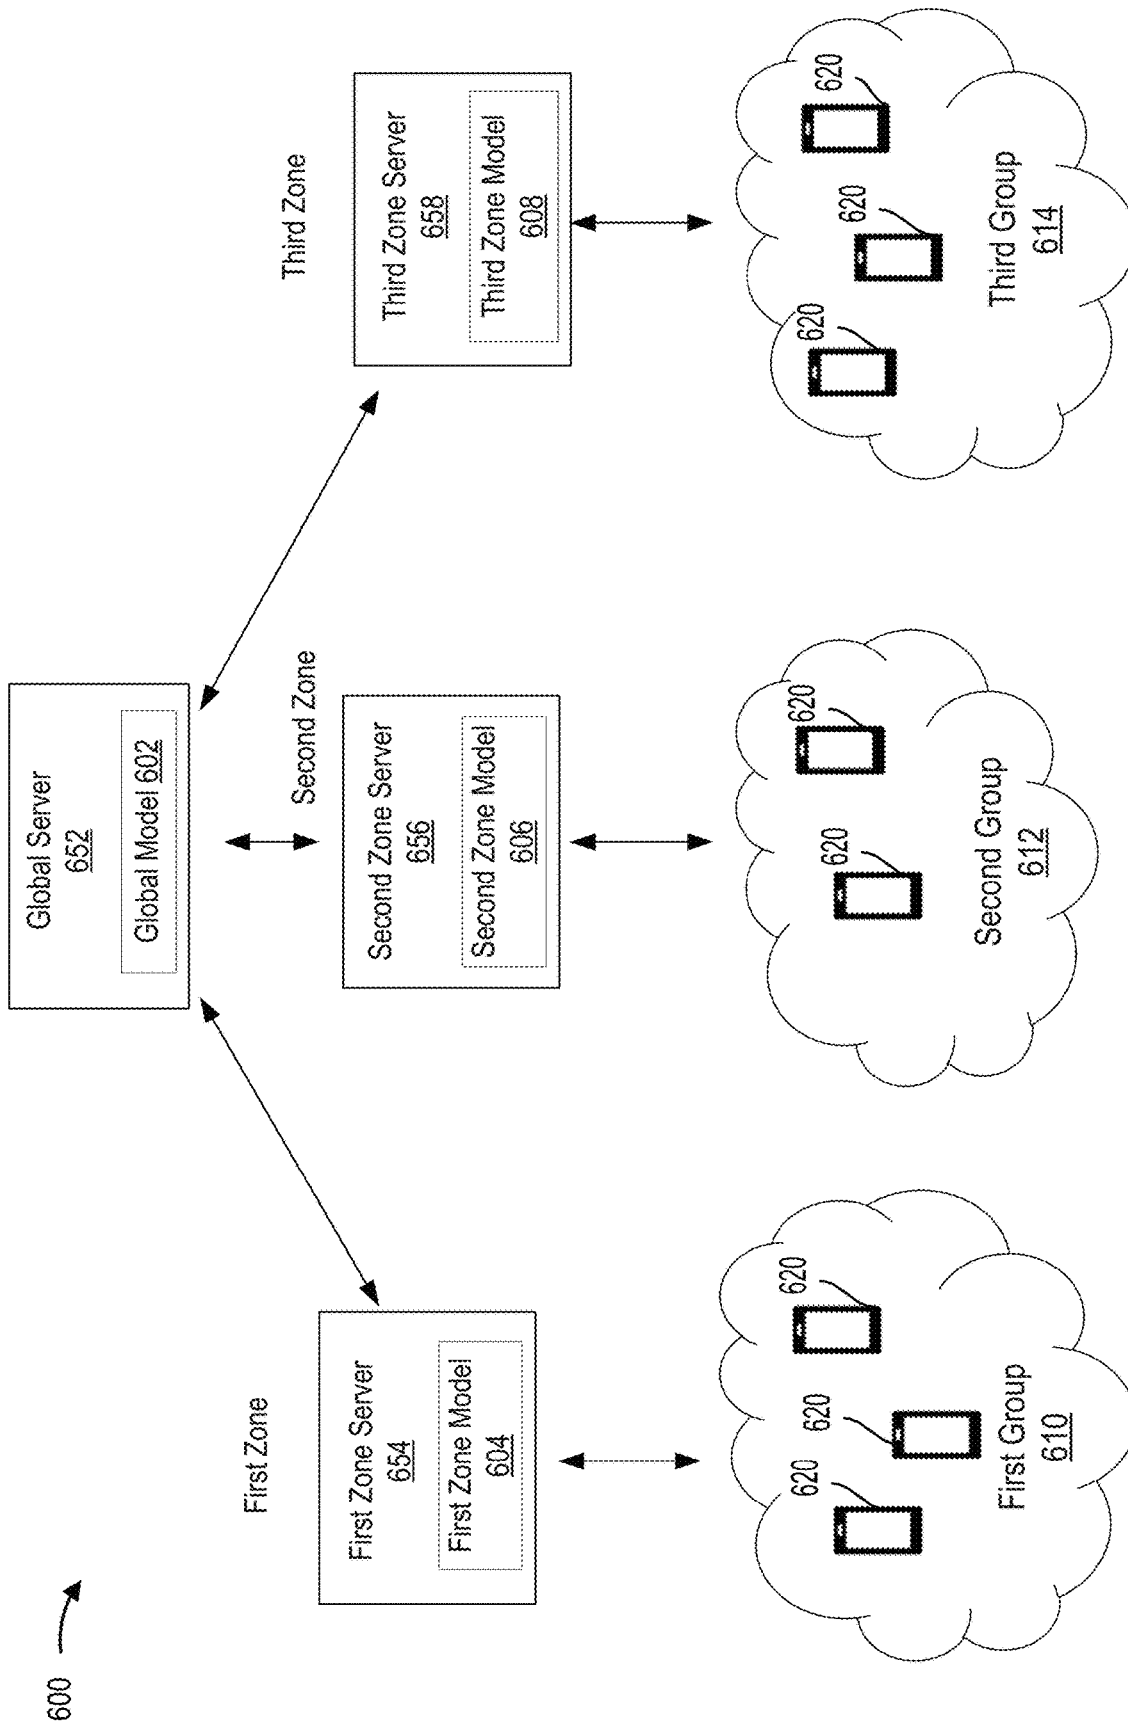 600
Global Server
652
Global Model 602
First Zone
First Zone Server
654
First Zone Model
604
Second Zone
Second Zone Server
656
Second Zone Model
606
Third Zone
Third Zone Server
658
Third Zone Model
608
620
620
620
First Group
610
620
620
Second Group
612
620
620
620
Third Group
614